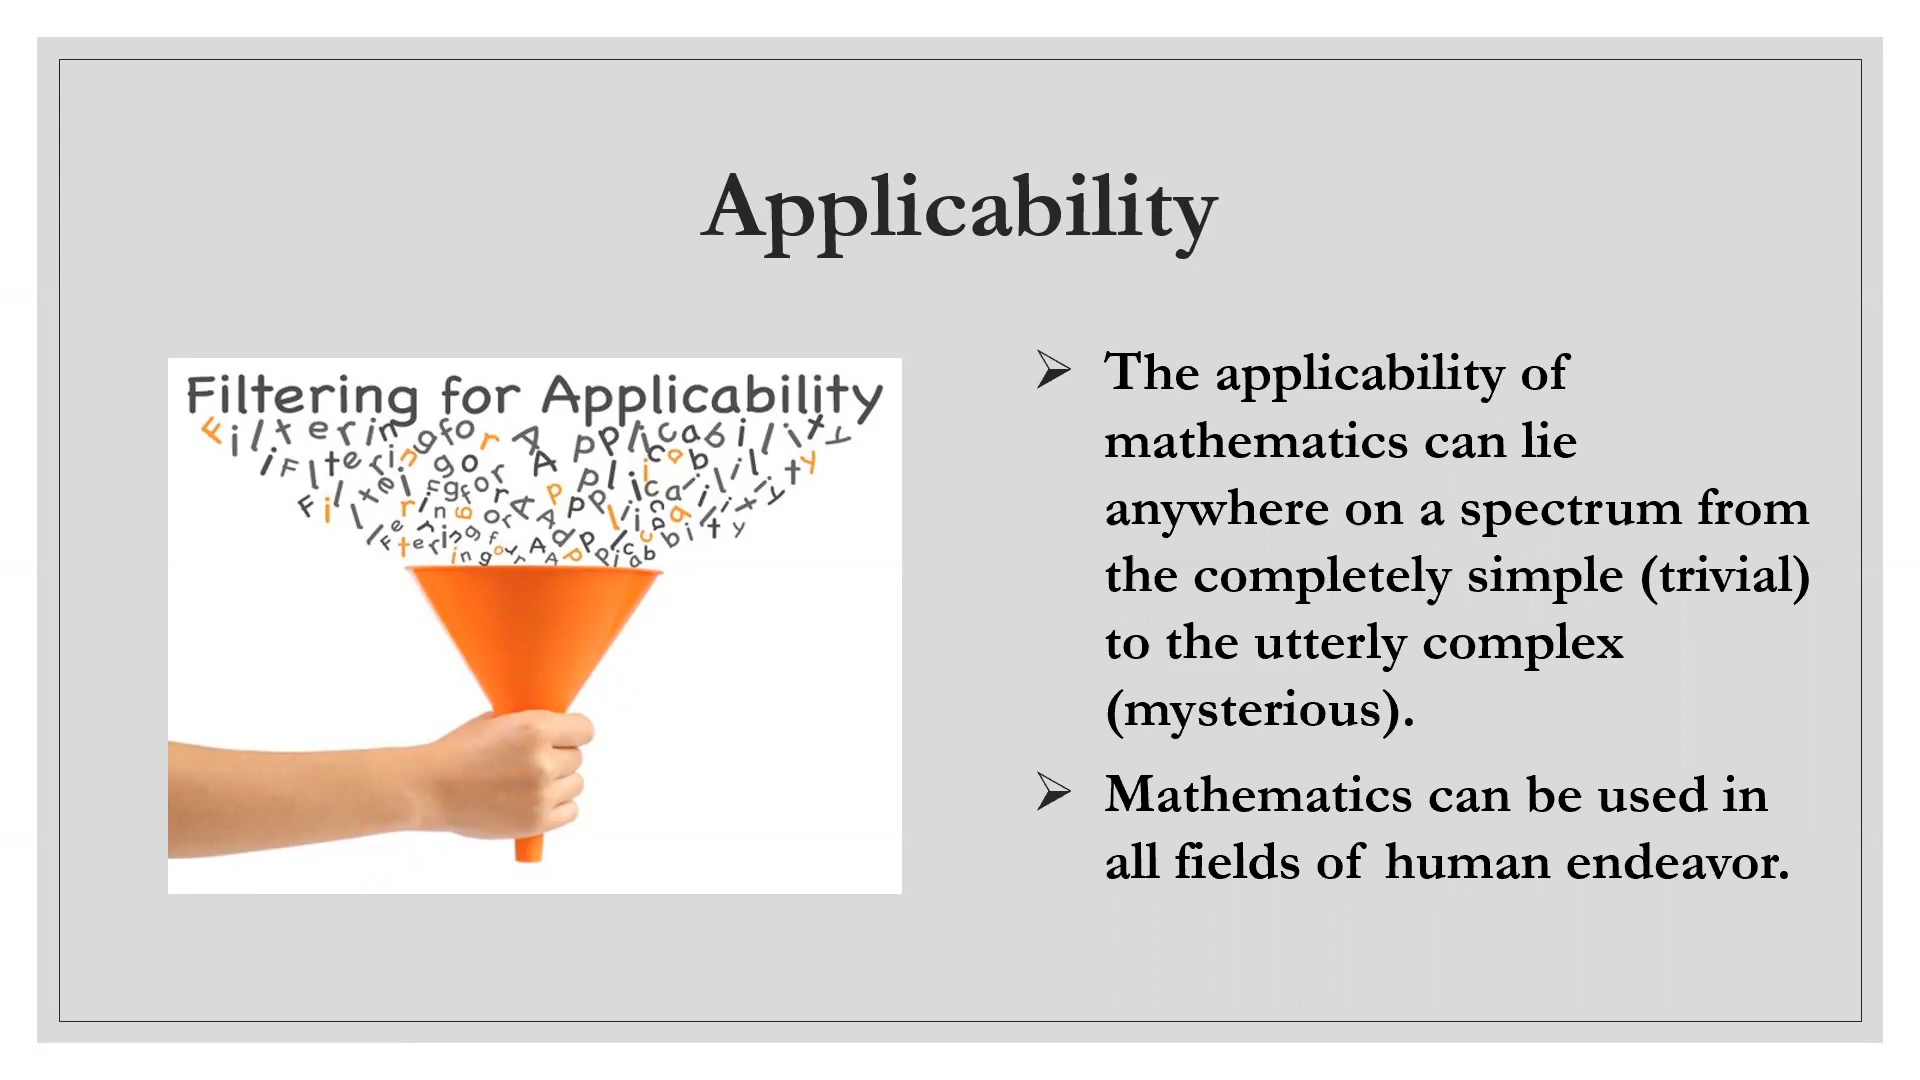 Applicability
Filtering for Applicability
The applicability of
mathematics can lie
anywhere on a spectrum from
the completely simple (trivial)
to the utterly complex
(mysterious).
Mathematics can be used in
all fields of human endeavor.